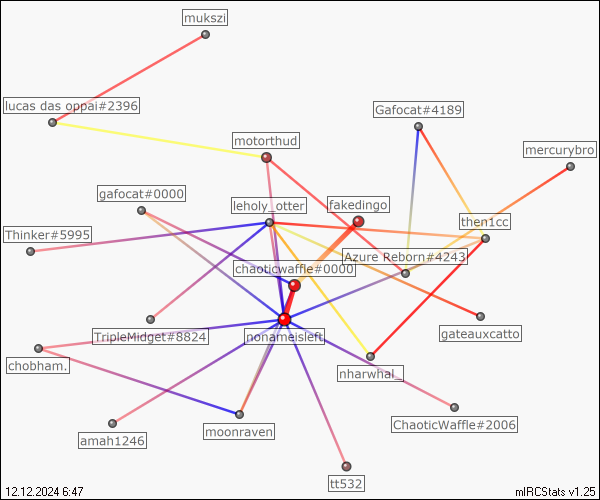 mukszi
lucas das oppai#2396
Gafocat#4189
motorthud
mercurybro
gafocat#0000
leholy_otter
fakedingo
then1cc
Thinker#5995
Azure Reborn#4243
chaoticwaffle#0000
TripleMidget#8824
nonameisleft
gateauxcatto
chobham.
nharwhal_
ChaoticWaffle#2006
moonraven
amah1246
tt532
12.12.2024 6:47
mIRCStats v1.25